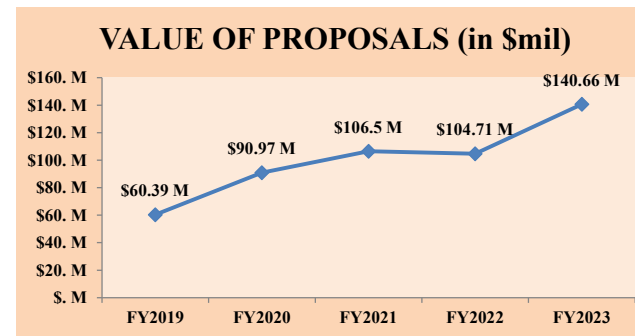 VALUE OF PROPOSALS (in $mil)
$160. M
$140. M
$120. M
$100. M
$80. M
$60. M
$40. M
$20. M
$. M
$60.39 M
$90.97 M
$106.5 M
$104.71 M
$140.66 M
FY2019 FY2020 FY2021 FY2022 FY2023